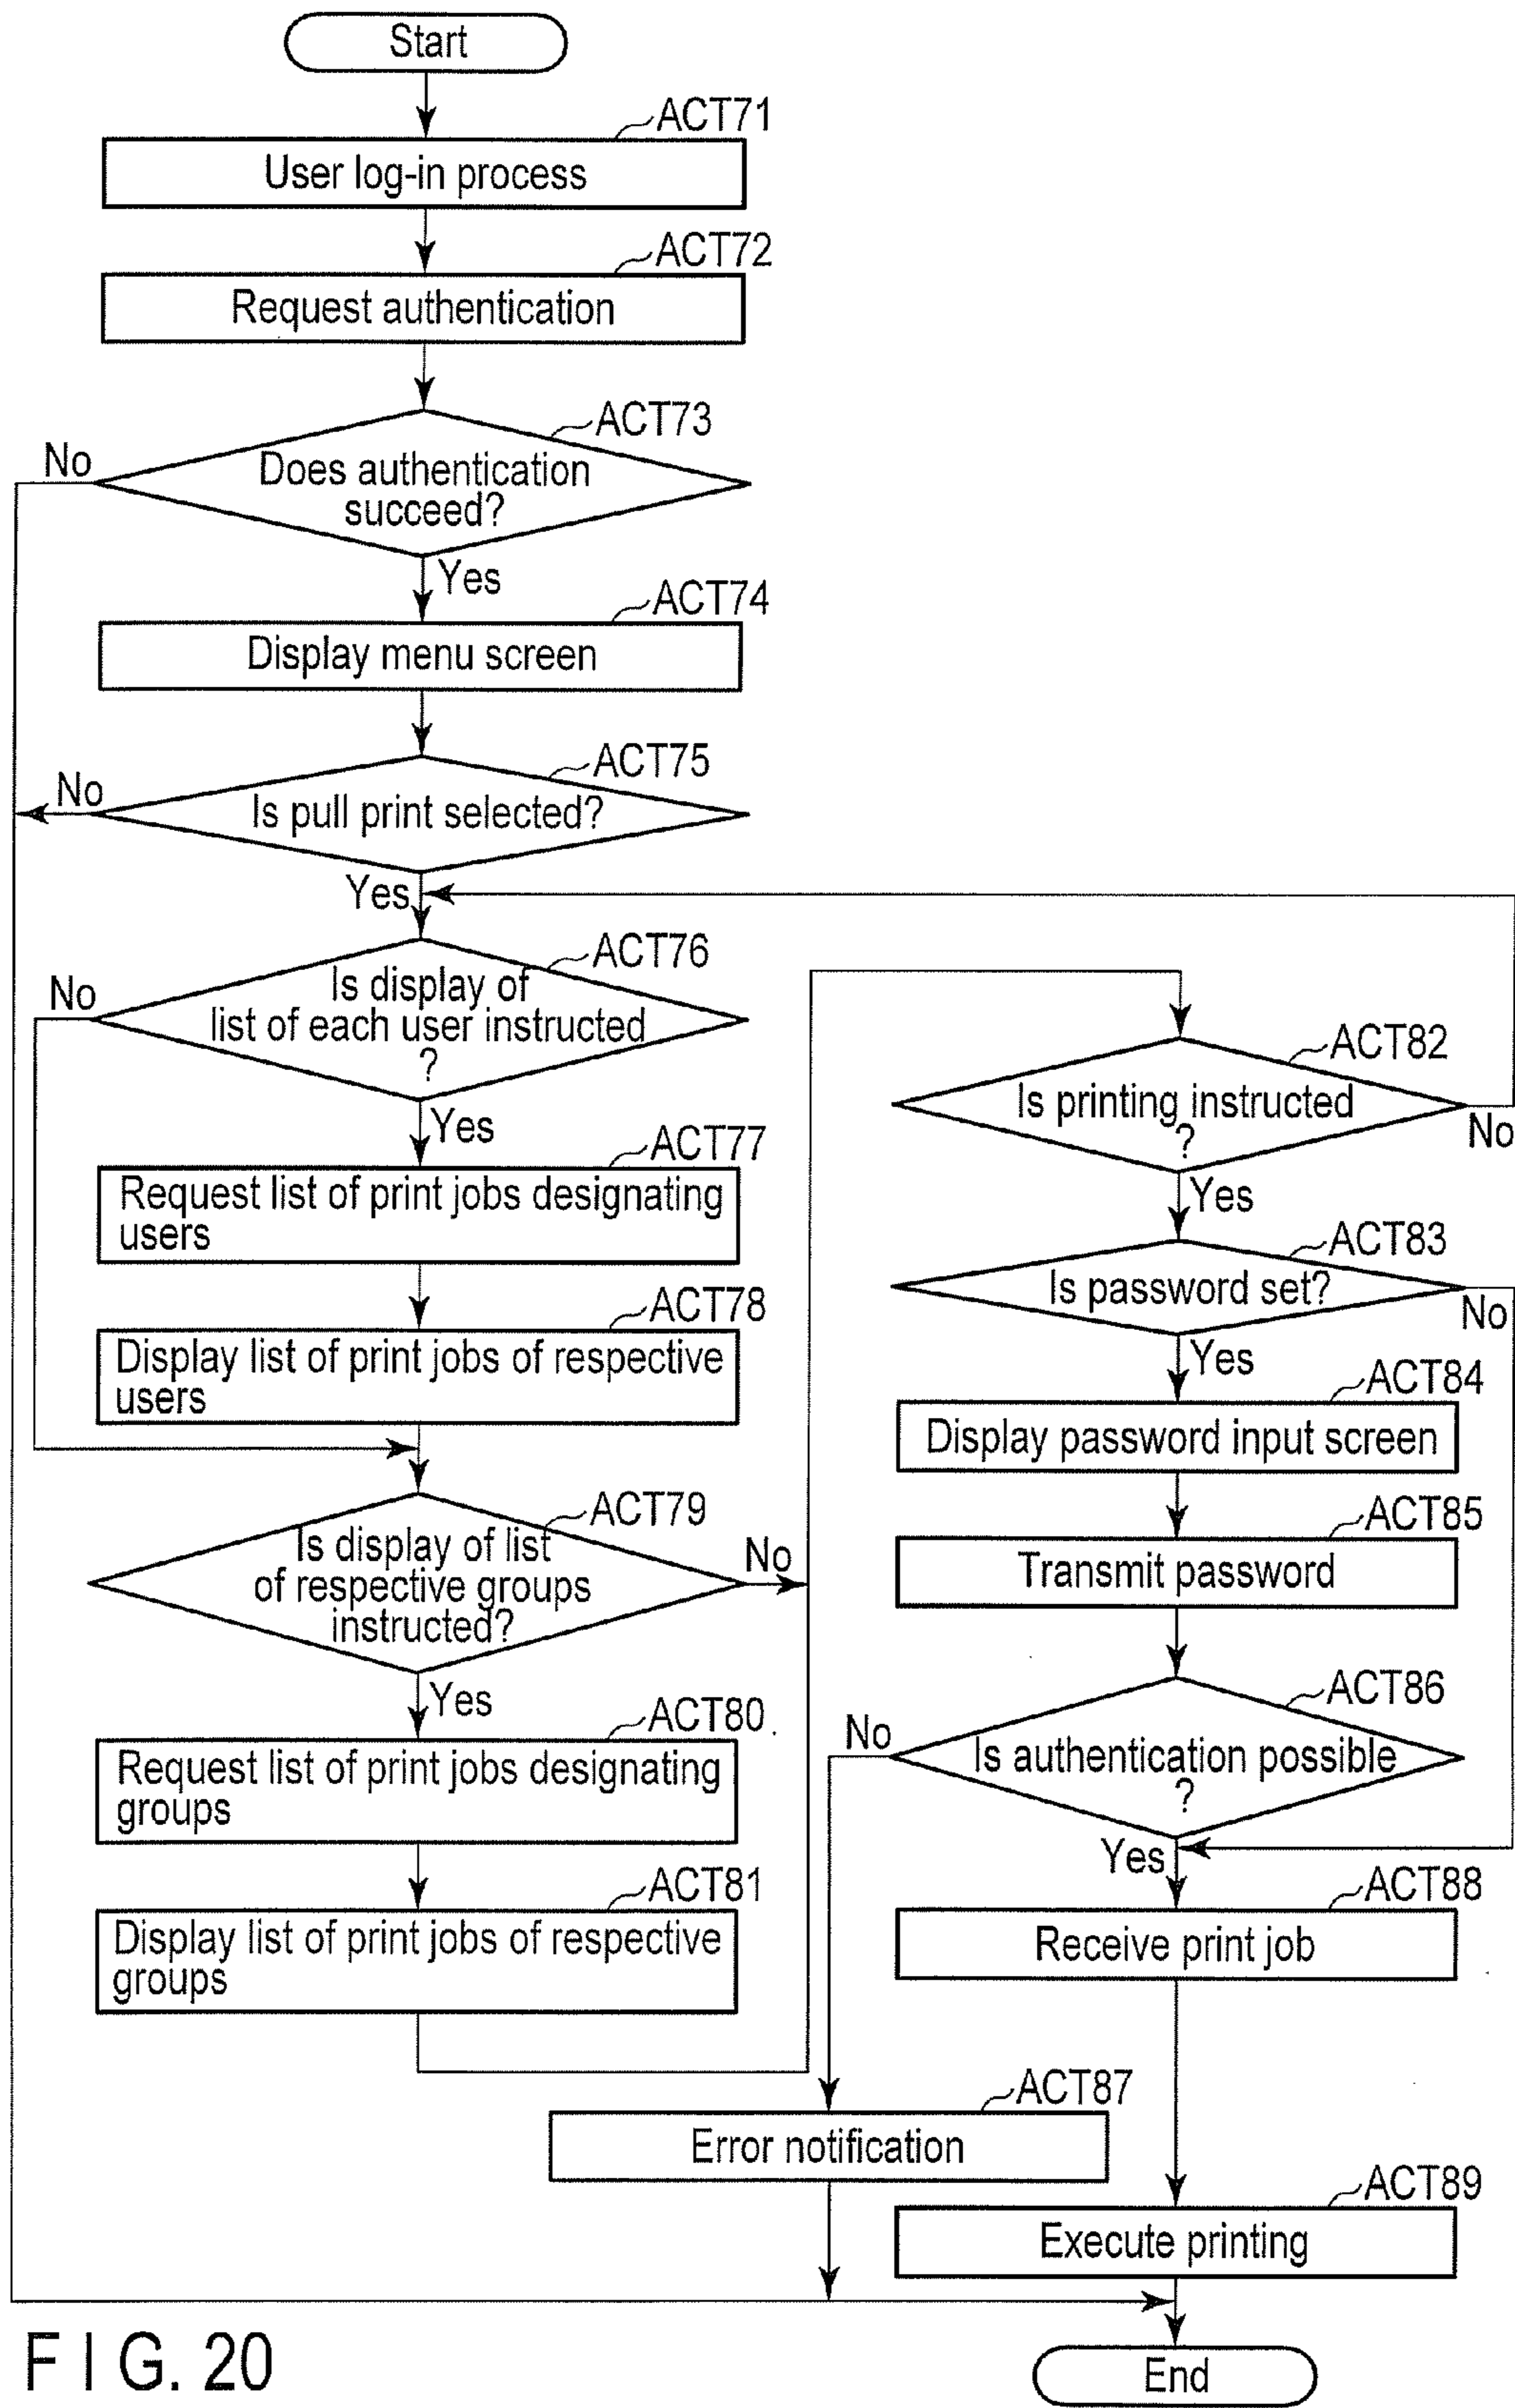 Start
ACT71
User log-in process
ACT72
Request authentication
ACT73
No
Does authentication
succeed?
Yes
ACT74
Display menu screen
ACT75
No
Is pull print selected?
Yes
ACT76
No
Is display of
list of each user instructed
?
Yes
ACT77
Request list of print jobs designating
users
ACT78
Display list of print jobs of respective
users
ACT79
Is display of list
of respective groups
instructed?
No
Yes
ACT80
Request list of print jobs designating
groups
ACT81
Display list of print jobs of respective
groups
ACT82
Is printing instructed
?
No
Yes
ACT83
Is password set?
No
Yes
ACT84
Display password input screen
ACT85
Transmit password
ACT86
No
Is authentication possible
?
Yes
ACT88
Receive print job
ACT87
Error notification
ACT89
Execute printing
End
FIG. 20